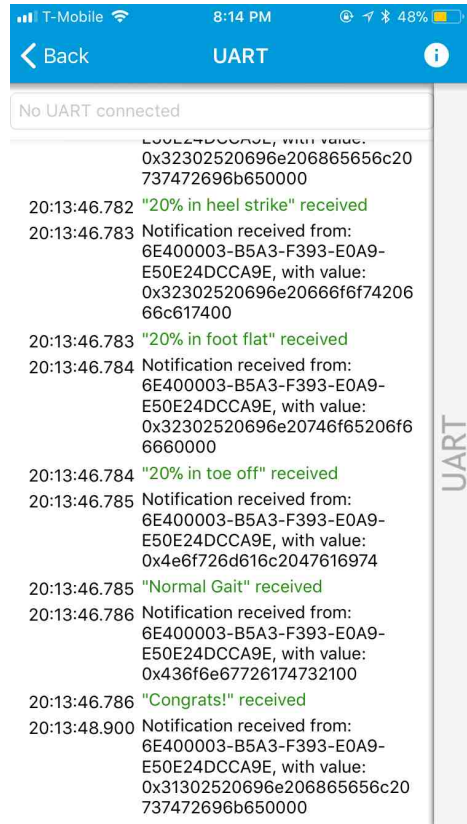 T-Mobile 8:14 PM 48%
Back UART
No UART connected
E50E24DCCA9E, with value:
0x32302520696e206865656c20
737472696b650000
20:13:46.782 "20% in heel strike" received
20:13:46.783 Notification received from:
6E400003-B5A3-F393-E0A9-
E50E24DCCA9E, with value:
0x32302520696e20666f6f74206
66c617400
20:13:46.783 "20% in foot flat" received
20:13:46.784 Notification received from:
6E400003-B5A3-F393-E0A9-
E50E24DCCA9E, with value:
0x32302520696e20746f65206f6
6660000
20:13:46.784 "20% in toe off" received
20:13:46.785 Notification received from:
6E400003-B5A3-F393-E0A9-
E50E24DCCA9E, with value:
0x4e6f726d616c2047616974
20:13:46.785 "Normal Gait" received
20:13:46.786 Notification received from:
6E400003-B5A3-F393-E0A9-
E50E24DCCA9E, with value:
0x436f6e67726174732100
20:13:46.786 "Congrats!" received
20:13:48.900 Notification received from:
6E400003-B5A3-F393-E0A9-
E50E24DCCA9E, with value:
0x31302520696e206865656c20
737472696b650000
UART